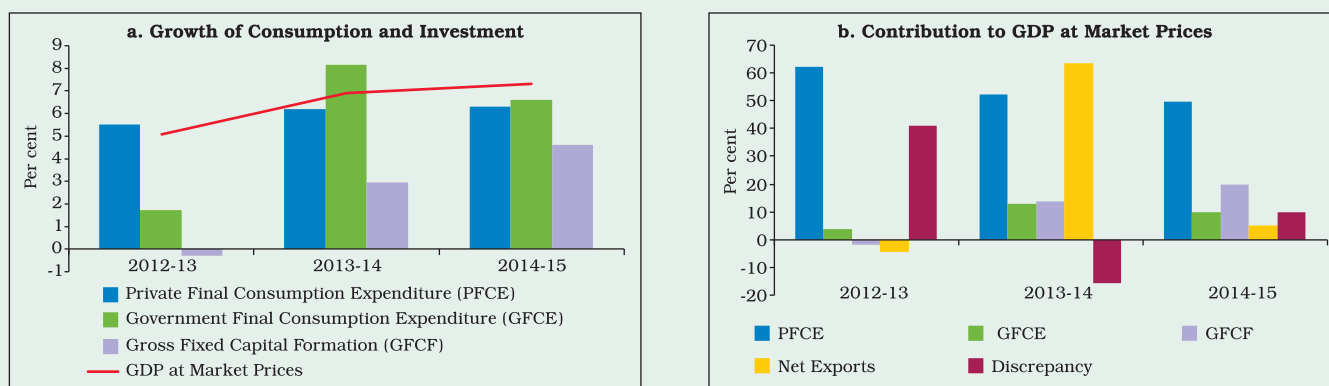 a. Growth of Consumption and Investment
9
8
7
6
5
4
3
2
1
0
-1
Per cent
2012-13 2013-14 2014-15
Private Final Consumption Expenditure (PFCE)
Government Final Consumption Expenditure (GFCE)
Gross Fixed Capital Formation (GFCF)
GDP at Market Prices
b. Contribution to GDP at Market Prices
70
60
50
40
30
20
10
0
-10
-20
Per cent
2012-13 2013-14 2014-15
PFCE GFCE GFCF
Net Exports Discrepancy